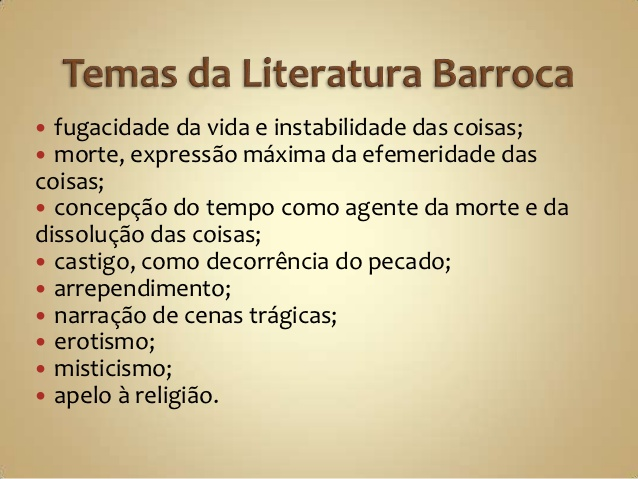 Temas da Literatura Barroca
• fugacidade da vida e instabilidade das coisas;
• morte, expressão máxima da efemeridade das
coisas;
• concepção do tempo como agente da morte e da
dissolução das coisas;
• castigo, como decorrência do pecado;
• arrependimento;
• narração de cenas trágicas;
• erotismo;
• misticismo;
• apelo à religião.